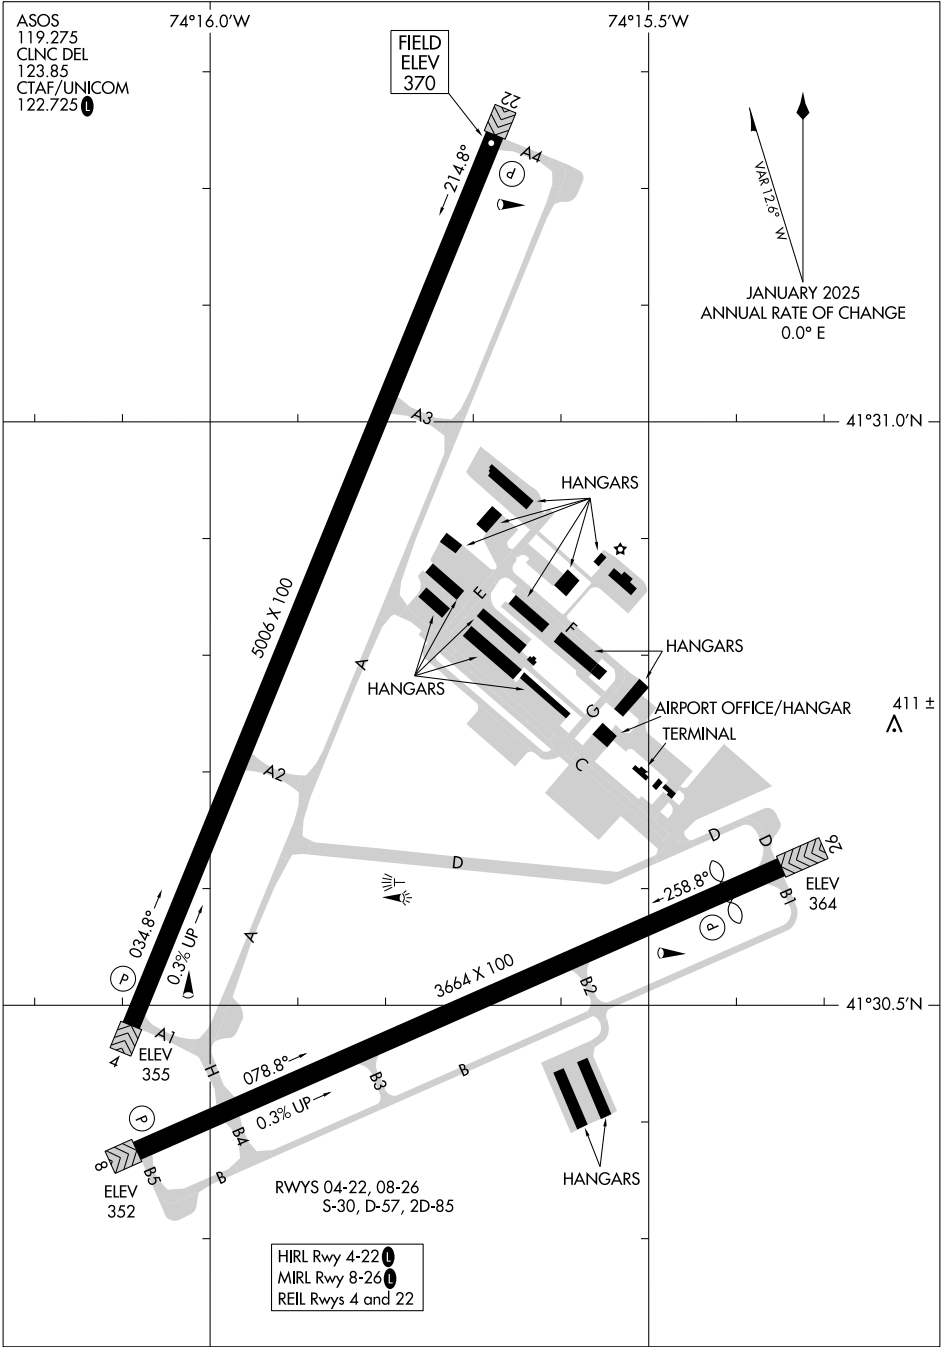 ASOS
119.275
CLNC DEL
123.85
CTAF/UNICOM
122.725 L
74°16.0'W
74°15.5'W
FIELD
ELEV
370
22
A4
214.8°
P
VAR 12.6° W
JANUARY 2025
ANNUAL RATE OF CHANGE
0.0° E
A3
41°31.0'N
HANGARS
5006 X 100
E
F
A
HANGARS
HANGARS
G
AIRPORT OFFICE/HANGAR
411 ±
TERMINAL
C
A2
D
D
D
26
ELEV
364
258.8°
B1
P
A
034.8°
0.3% UP
P
3664 X 100
B2
41°30.5'N
A1
4
ELEV
355
H
078.8°
0.3% UP
B3
B
P
B4
8
B5
B
ELEV
352
HANGARS
RWYS 04-22, 08-26
S-30, D-57, 2D-85
HIRL Rwy 4-22 L
MIRL Rwy 8-26 L
REIL Rwys 4 and 22